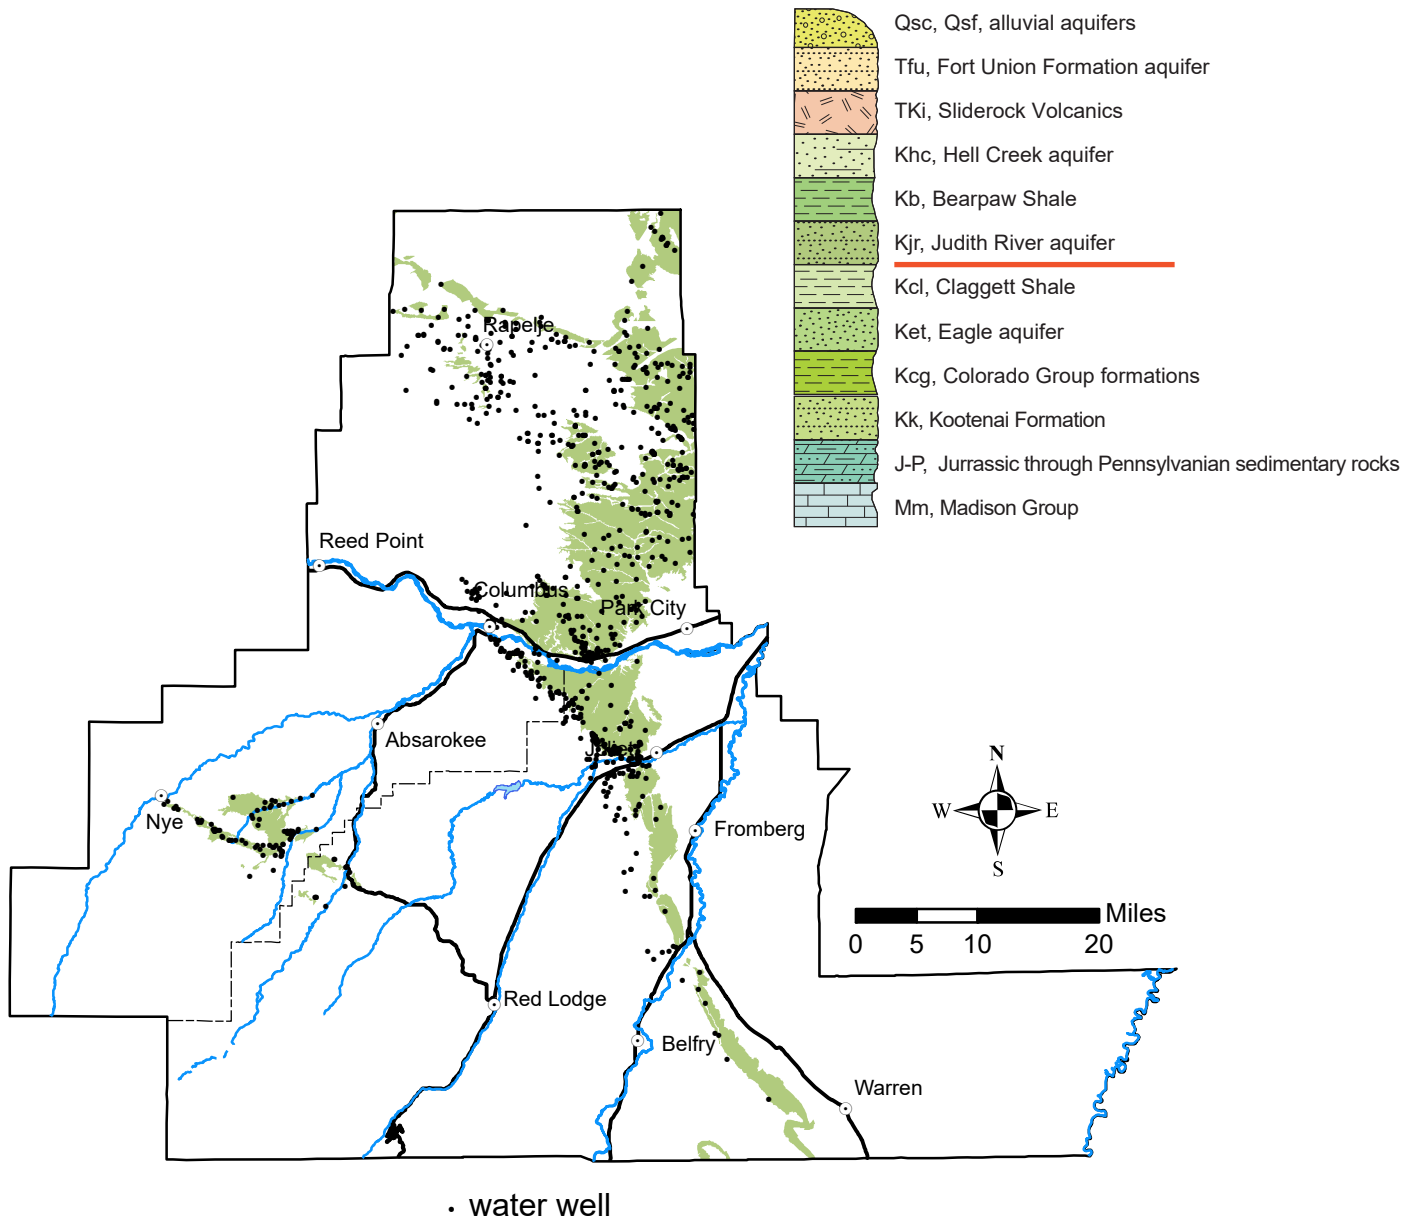 Qsc, Qsf, alluvial aquifers
Tfu, Fort Union Formation aquifer
TKi, Sliderock Volcanics
Khc, Hell Creek aquifer
Kb, Bearpaw Shale
Kjr, Judith River aquifer
Kcl, Claggett Shale
Ket, Eagle aquifer
Kcg, Colorado Group formations
Kk, Kootenai Formation
J-P, Jurrassic through Pennsylvanian sedimentary rocks
Mm, Madison Group
Rapelje
Reed Point
Columbus
Park City
Absarokee
Joliet
Nye
Fromberg
N
W E
S
Miles
0 5 10 20
Red Lodge
Belfry
Warren
water well